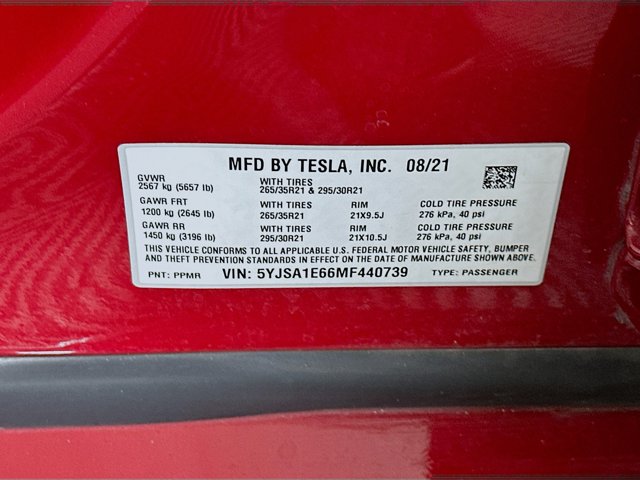 MFD BY TESLA, INC. 08/21
GVWR
2567 kg (5657 lb)
WITH TIRES
265/35R21 & 295/30R21
GAWR FRT
1200 kg (2645 lb)
WITH TIRES
265/35R21
RIM
21X9.5J
COLD TIRE PRESSURE
276 kPa, 40 psi
GAWR RR
1450 kg (3196 lb)
WITH TIRES
295/30R21
RIM
21X10.5J
COLD TIRE PRESSURE
276 kPa, 40 psi
THIS VEHICLE CONFORMS TO ALL APPLICABLE U.S. FEDERAL MOTOR VEHICLE SAFETY, BUMPER
AND THEFT PREVENTION STANDARDS IN EFFECT ON THE DATE OF MANUFACTURE SHOWN ABOVE.
PNT: PPMR VIN: 5YJSA1E66MF440739 TYPE: PASSENGER